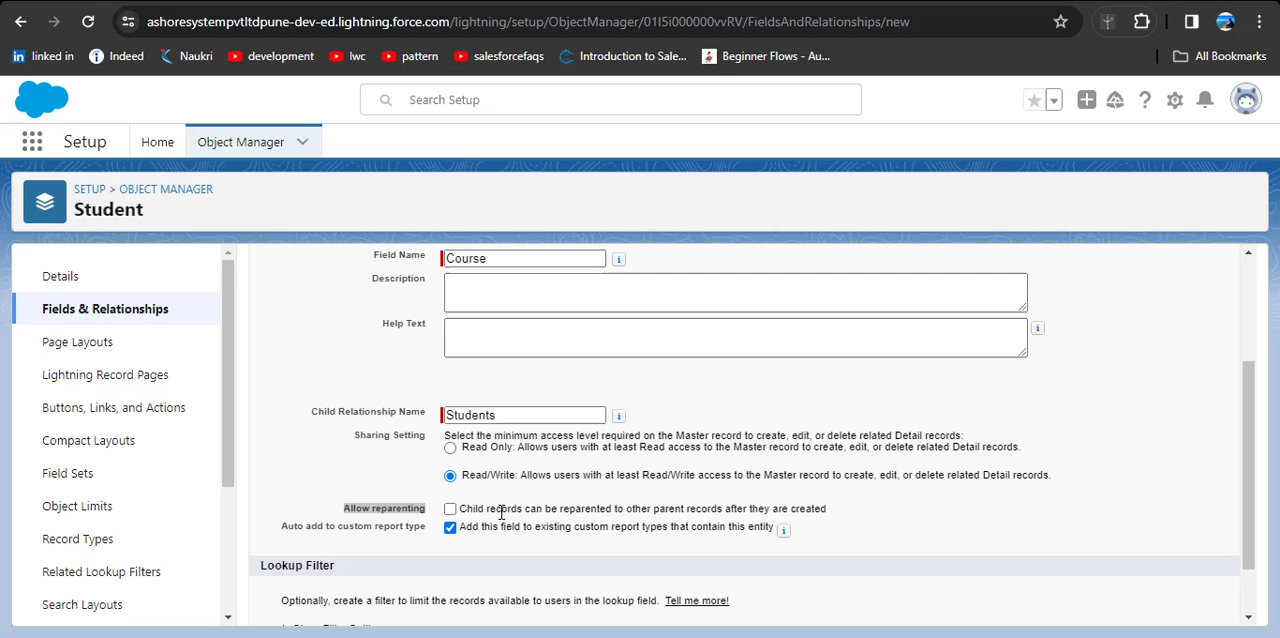 ashoresystempvtltdpune-dev-ed.lightning.force.com/lightning/setup/ObjectManager/01I5i000000vvRV/FieldsAndRelationships/new
linked in Indeed Naukri development lwc pattern salesforcefaqs Introduction to Sale... Beginner Flows - Au... All Bookmarks
Search Setup
Setup Home Object Manager
SETUP > OBJECT MANAGER
Student
Details
Fields & Relationships
Page Layouts
Lightning Record Pages
Buttons, Links, and Actions
Compact Layouts
Field Sets
Object Limits
Record Types
Related Lookup Filters
Search Layouts
Field Name Course
Description
Help Text
Child Relationship Name Students
Sharing Setting Select the minimum access level required on the Master record to create, edit, or delete related Detail records:
Read Only: Allows users with at least Read access to the Master record to create, edit, or delete related Detail records.
Read/Write: Allows users with at least Read/Write access to the Master record to create, edit, or delete related Detail records.
Allow reparenting Child records can be reparented to other parent records after they are created
Auto add to custom report type Add this field to existing custom report types that contain this entity
Lookup Filter
Optionally, create a filter to limit the records available to users in the lookup field. Tell me more!